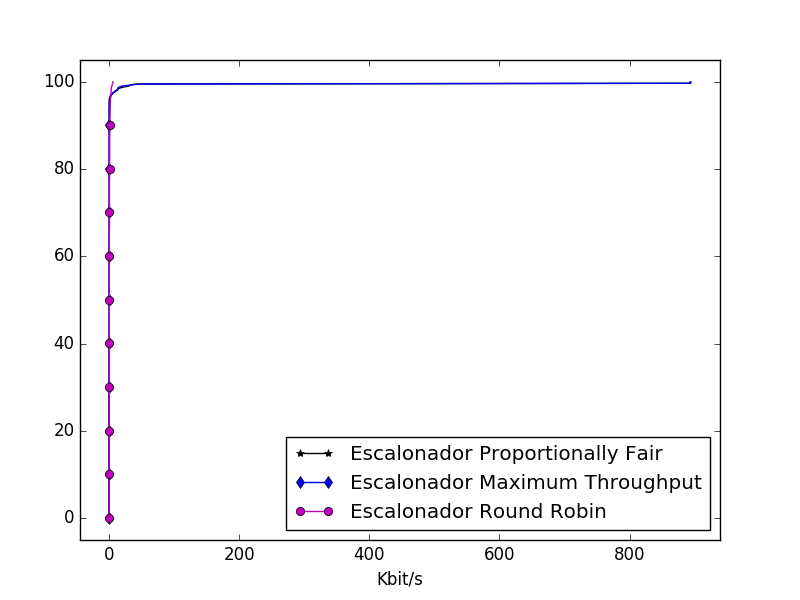 100
80
60
40
20
0
0 200 400 600 800
Kbit/s
Escalonador Proportionally Fair
Escalonador Maximum Throughput
Escalonador Round Robin